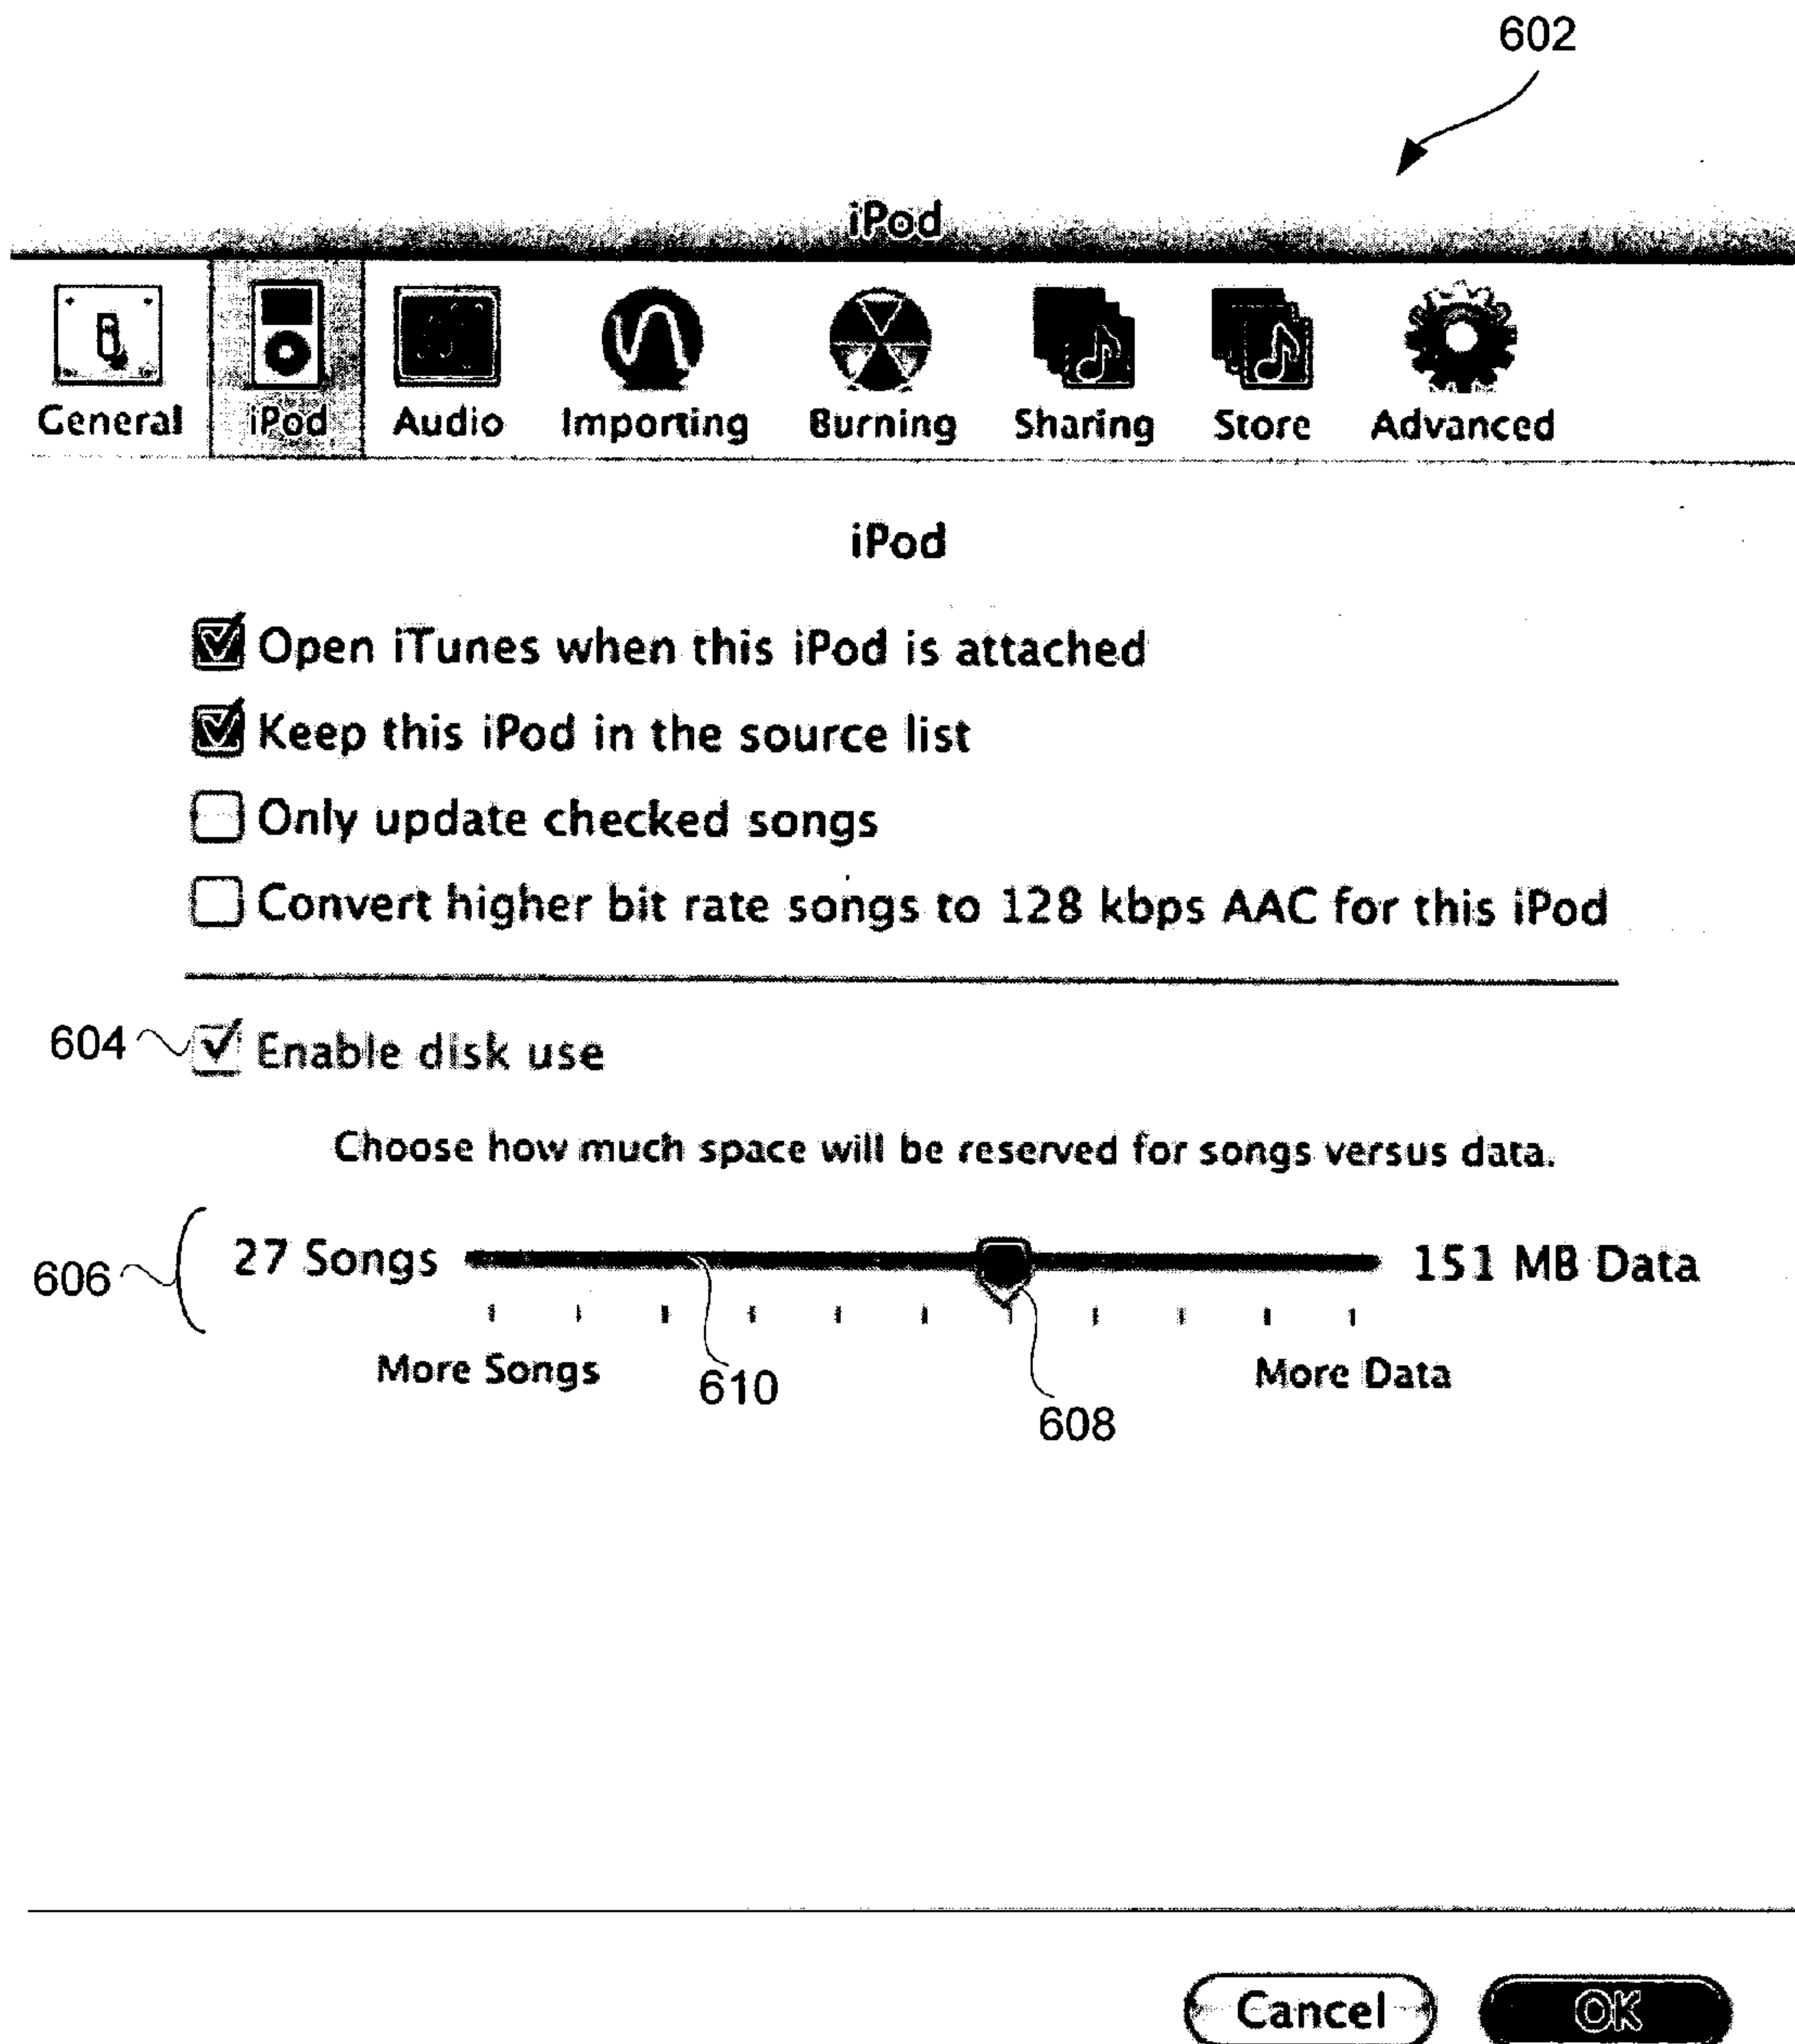 602
iPod
General iPod Audio Importing Burning Sharing Store Advanced
iPod
Open iTunes when this iPod is attached
Keep this iPod in the source list
Only update checked songs
Convert higher bit rate songs to 128 kbps AAC for this iPod
604 Enable disk use
Choose how much space will be reserved for songs versus data.
606 27 Songs 151 MB Data
More Songs 610 More Data
608
Cancel OK